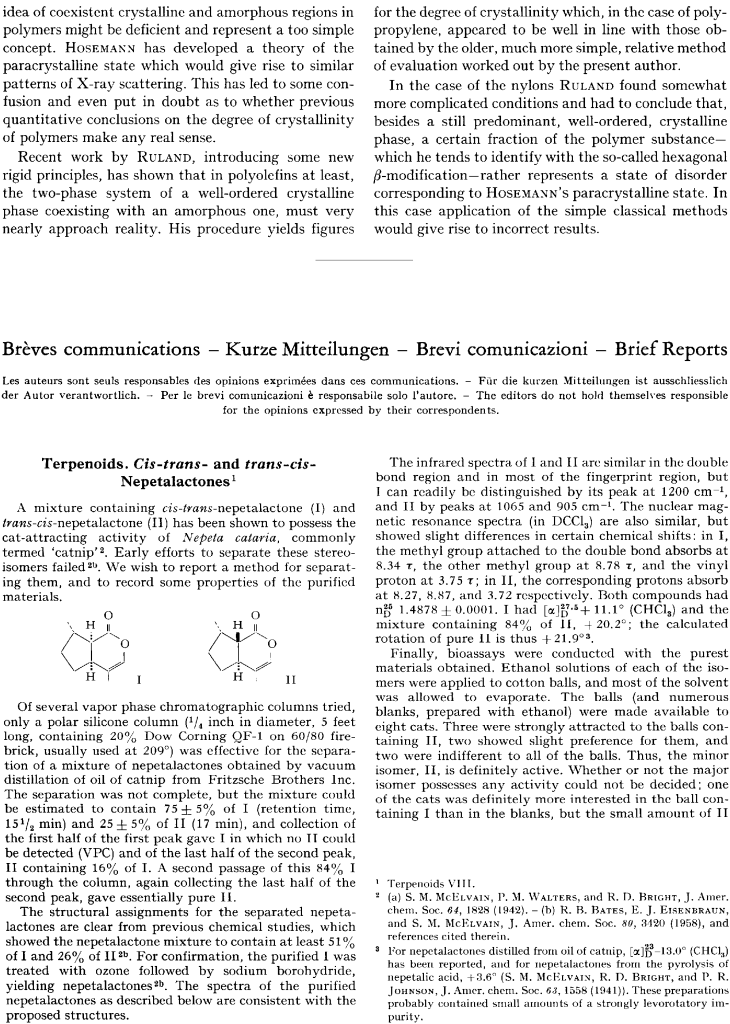 idea of coexistent crystalline and amorphous regions in
polymers might be deficient and represent a too simple
concept. HOSEMANN has developed a theory of the
paracrystalline state which would give rise to similar
patterns of X-ray scattering. This has led to some con-
fusion and even put in doubt as to whether previous
quantitative conclusions on the degree of crystallinity
of polymers make any real sense.
Recent work by RULAND, introducing some new
rigid principles, has shown that in polyolefins at least,
the two-phase system of a well-ordered crystalline
phase coexisting with an amorphous one, must very
nearly approach reality. His procedure yields figures
for the degree of crystallinity which, in the case of poly-
propylene, appeared to be well in line with those ob-
tained by the older, much more simple, relative method
of evaluation worked out by the present author.
In the case of the nylons RULAND found somewhat
more complicated conditions and had to conclude that,
besides a still predominant, well-ordered, crystalline
phase, a certain fraction of the polymer substance—
which he tends to identify with the so-called hexagonal
β-modification—rather represents a state of disorder
corresponding to HOSEMANN'S paracrystalline state. In
this case application of the simple classical methods
would give rise to incorrect results.
Brèves communications – Kurze Mitteilungen – Brevi comunicazioni – Brief Reports
Les auteurs sont seuls responsables des opinions exprimées dans ces communications. – Für die kurzen Mitteilungen ist ausschliesslich
der Autor verantwortlich. – Per le brevi comunicazioni è responsabile solo l'autore. – The editors do not hold themselves responsible
for the opinions expressed by their correspondents.
Terpenoids. Cis-trans- and trans-cis-
Nepetalactones¹
A mixture containing cis-trans-nepetalactone (I) and
trans-cis-nepetalactone (II) has been shown to possess the
cat-attracting activity of Nepeta cataria, commonly
termed 'catnip'². Early efforts to separate these stereo-
isomers failed²ᵇ. We wish to report a method for separat-
ing them, and to record some properties of the purified
materials.
O O
H H
O O
H I H II
Of several vapor phase chromatographic columns tried,
only a polar silicone column (¹/₄ inch in diameter, 5 feet
long, containing 20% Dow Corning QF-1 on 60/80 fire-
brick, usually used at 209°) was effective for the separa-
tion of a mixture of nepetalactones obtained by vacuum
distillation of oil of catnip from Fritzsche Brothers Inc.
The separation was not complete, but the mixture could
be estimated to contain 75 ± 5% of I (retention time,
15¹/₂ min) and 25 ± 5% of II (17 min), and collection of
the first half of the first peak gave I in which no II could
be detected (VPC) and of the last half of the second peak,
II containing 16% of I. A second passage of this 84% I
through the column, again collecting the last half of the
second peak, gave essentially pure II.
The structural assignments for the separated nepeta-
lactones are clear from previous chemical studies, which
showed the nepetalactone mixture to contain at least 51%
of I and 26% of II²ᵇ. For confirmation, the purified I was
treated with ozone followed by sodium borohydride,
yielding nepetalactones²ᵇ. The spectra of the purified
nepetalactones as described below are consistent with the
proposed structures.
The infrared spectra of I and II are similar in the double
bond region and in most of the fingerprint region, but
I can readily be distinguished by its peak at 1200 cm⁻¹,
and II by peaks at 1065 and 905 cm⁻¹. The nuclear mag-
netic resonance spectra (in DCCl₃) are also similar, but
showed slight differences in certain chemical shifts: in I,
the methyl group attached to the double bond absorbs at
8.34 τ, the other methyl group at 8.78 τ, and the vinyl
proton at 3.75 τ; in II, the corresponding protons absorb
at 8.27, 8.87, and 3.72 respectively. Both compounds had
n²⁵_D 1.4878 ± 0.0001. I had [α]²⁷·⁵_D + 11.1° (CHCl₃) and the
mixture containing 84% of II, + 20.2°; the calculated
rotation of pure II is thus + 21.9°³.
Finally, bioassays were conducted with the purest
materials obtained. Ethanol solutions of each of the iso-
mers were applied to cotton balls, and most of the solvent
was allowed to evaporate. The balls (and numerous
blanks, prepared with ethanol) were made available to
eight cats. Three were strongly attracted to the balls con-
taining II, two showed slight preference for them, and
two were indifferent to all of the balls. Thus, the minor
isomer, II, is definitely active. Whether or not the major
isomer possesses any activity could not be decided; one
of the cats was definitely more interested in the ball con-
taining I than in the blanks, but the small amount of II
¹ Terpenoids VIII.
² (a) S. M. MCELVAIN, P. M. WALTERS, and R. D. BRIGHT, J. Amer.
chem. Soc. 64, 1828 (1942). – (b) R. B. BATES, E. J. EISENBRAUN,
and S. M. MCELVAIN, J. Amer. chem. Soc. 80, 3420 (1958), and
references cited therein.
³ For nepetalactones distilled from oil of catnip, [α]²³_D –13.0° (CHCl₃)
has been reported, and for nepetalactones from the pyrolysis of
nepetalic acid, +3.6° (S. M. MCELVAIN, R. D. BRIGHT, and P. R.
JOHNSON, J. Amer. chem. Soc. 63, 1558 (1941)). These preparations
probably contained small amounts of a strongly levorotatory im-
purity.